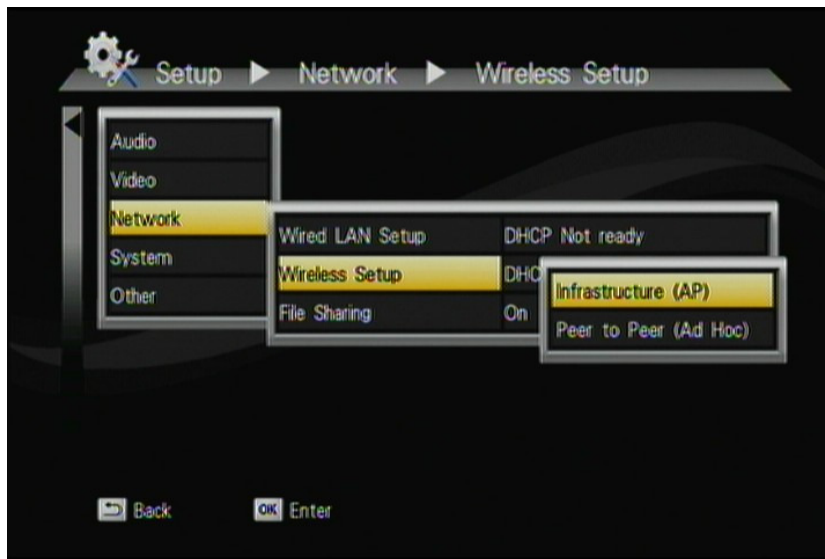 Setup ▶ Network ▶ Wireless Setup
Audio
Video
Network
System
Other
Wired LAN Setup DHCP Not ready
Wireless Setup DHC
File Sharing On
Infrastructure (AP)
Peer to Peer (Ad Hoc)
Back OK Enter